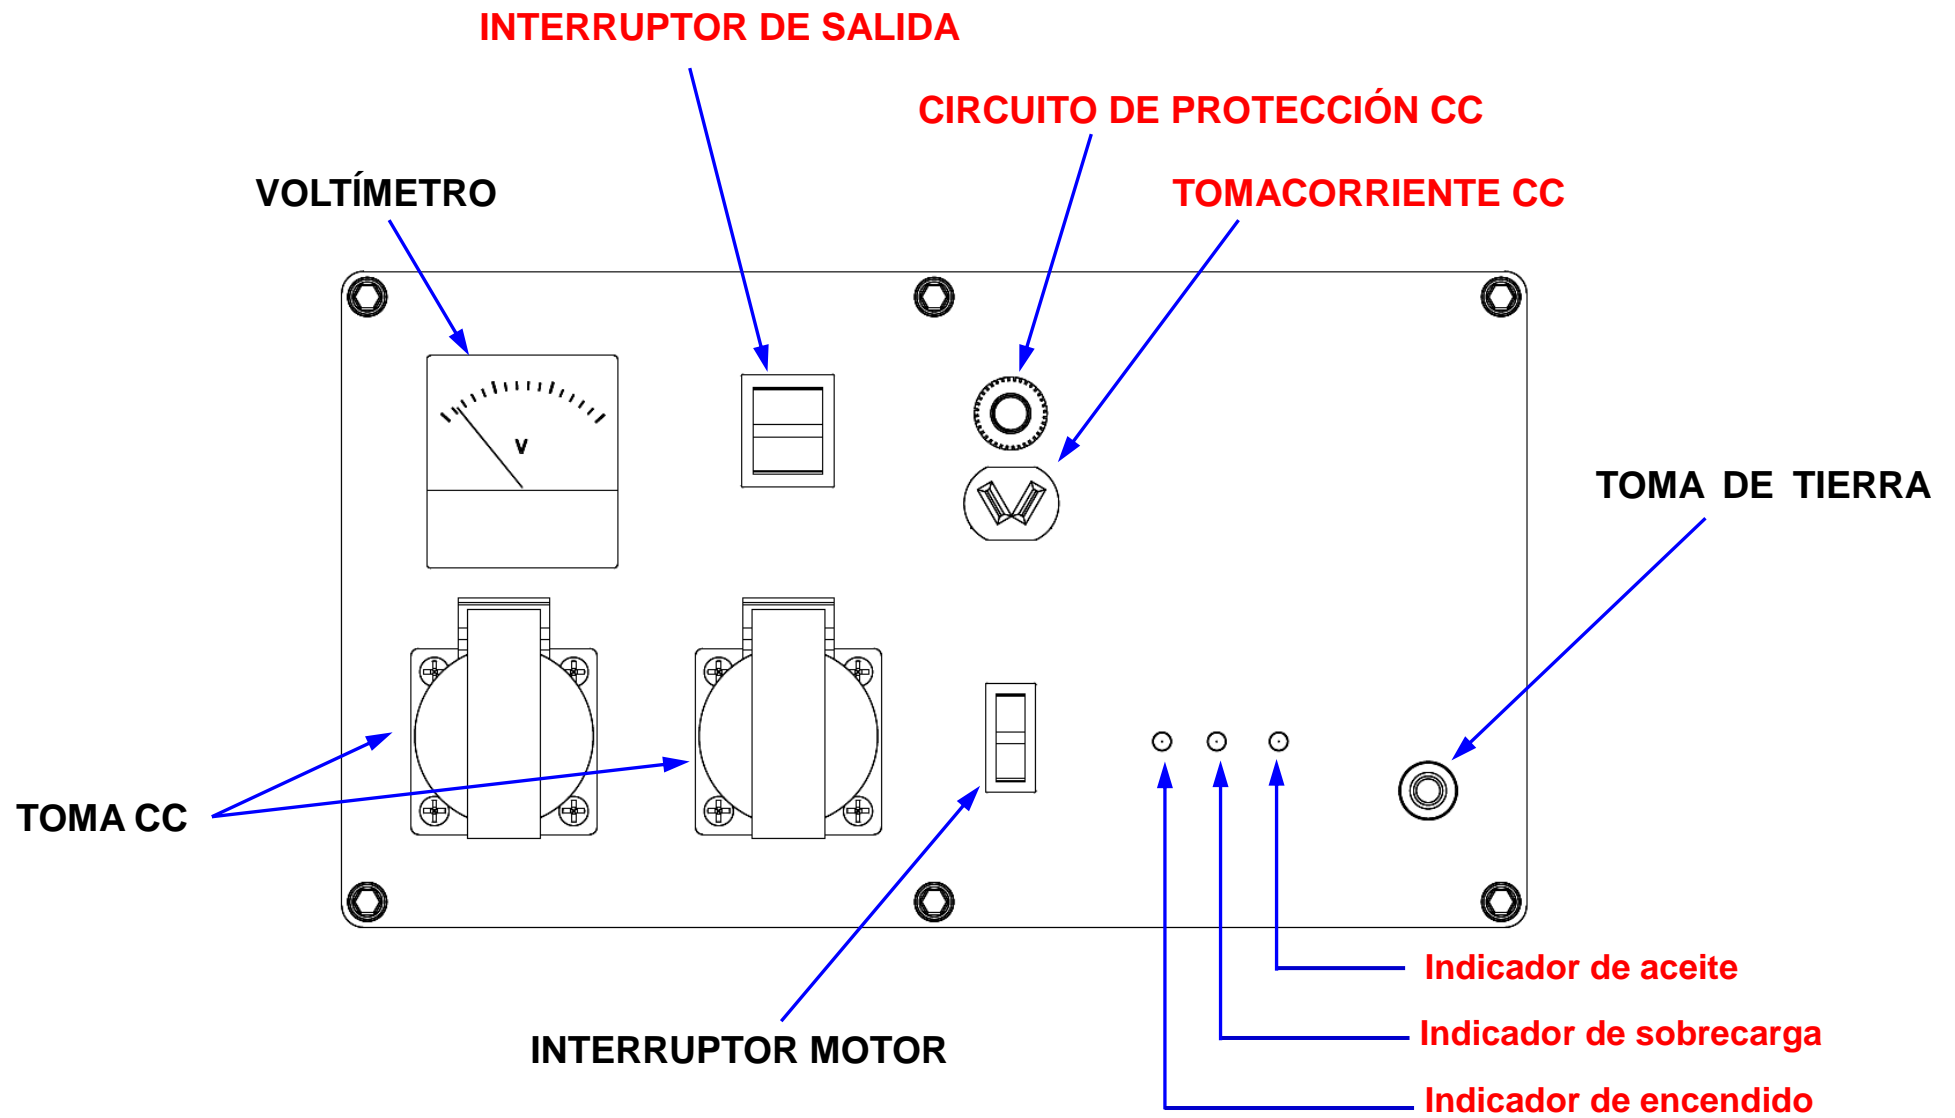 INTERRUPTOR DE SALIDA
CIRCUITO DE PROTECCIÓN CC
VOLTÍMETRO
TOMACORRIENTE CC
V
TOMA DE TIERRA
TOMA CC
INTERRUPTOR MOTOR
Indicador de aceite
Indicador de sobrecarga
Indicador de encendido